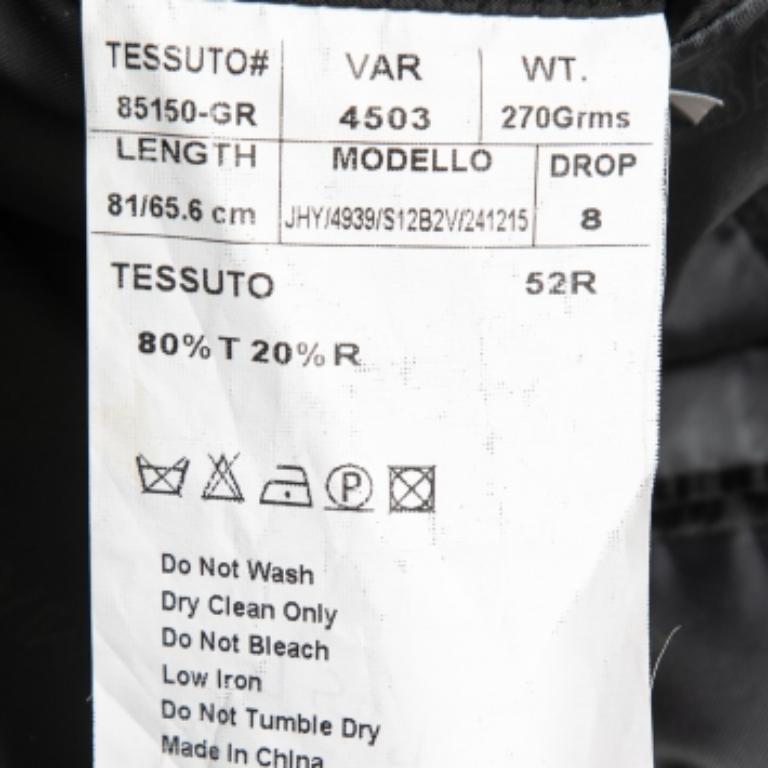 TESSUTO# VAR WT.
85150-GR 4503 270Grms
LENGTH MODELLO DROP
81/65.6 cm JHY/4939/S12B2V/241215 8
TESSUTO 52R
80% T 20% R
P
Do Not Wash
Dry Clean Only
Do Not Bleach
Low Iron
Do Not Tumble Dry
Made In China